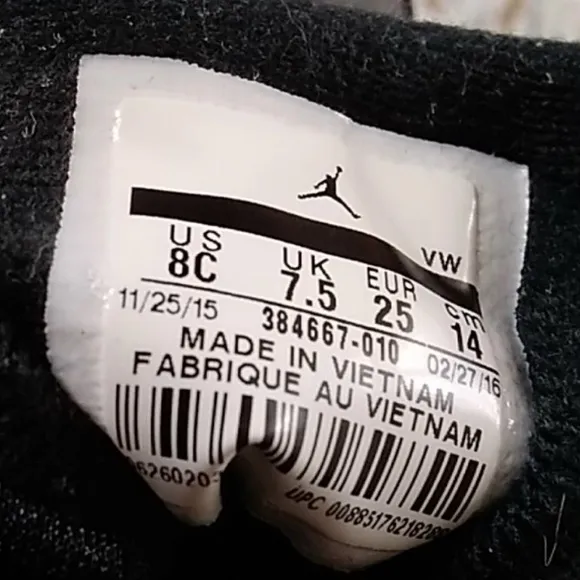 VW
US UK EUR cm
8C 7.5 25 14
11/25/15 384667-010 02/27/16
MADE IN VIETNAM
FABRIQUE AU VIETNAM
UPC